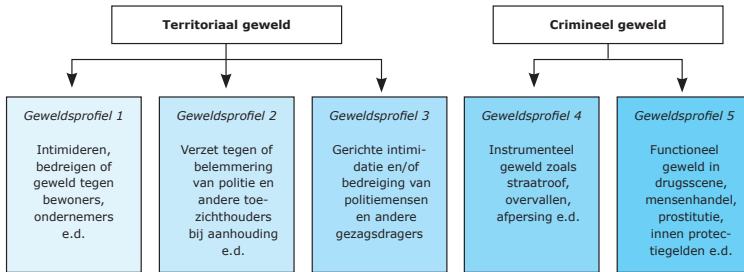 Territoriaal geweld
Crimineel geweld
Geweldsprofiel 1
Intimideren,
bedreigen of
geweld tegen
bewoners,
ondernemers
e.d.
Geweldsprofiel 2
Verzet tegen of
belemmering
van politie en
andere toe-
zichthouders
bij aanhouding
e.d.
Geweldsprofiel 3
Gerichte intimi-
datie en/of
bedreiging van
politiemensen
en andere
gezagsdragers
Geweldsprofiel 4
Instrumenteel
geweld zoals
straatroof,
overvallen,
afpersing e.d.
Geweldsprofiel 5
Functioneel
geweld in
drugsscene,
mensenhandel,
prostitutie,
innen protec-
tiegelden e.d.